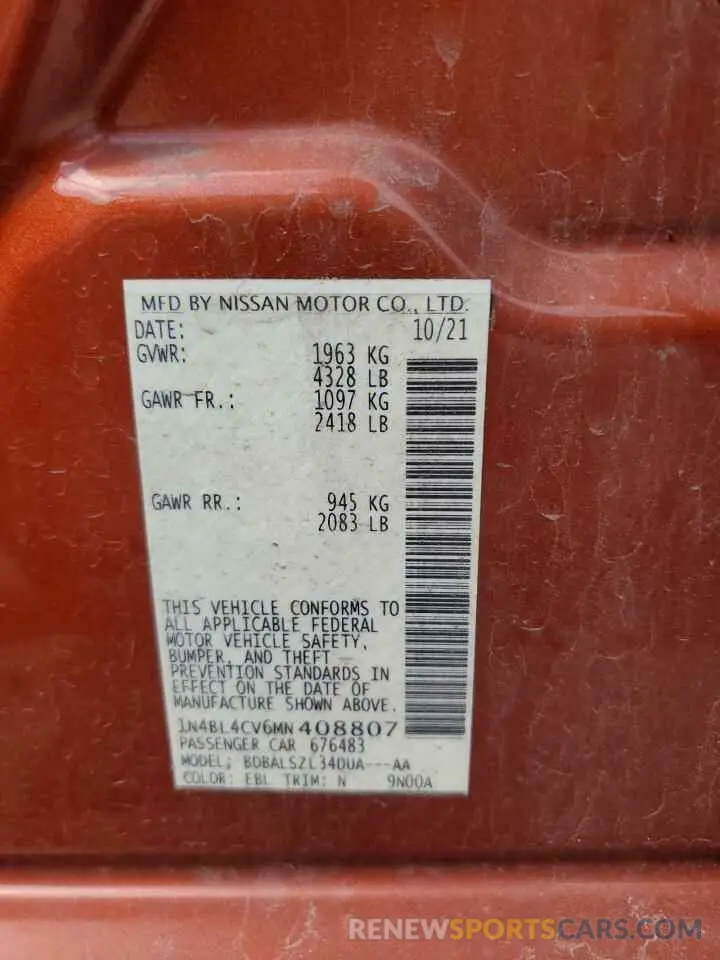 MFD BY NISSAN MOTOR CO., LTD.
DATE: 10/21
GVWR: 1963 KG
4328 LB
GAWR FR.: 1097 KG
2418 LB
GAWR RR.: 945 KG
2083 LB
THIS VEHICLE CONFORMS TO
ALL APPLICABLE FEDERAL
MOTOR VEHICLE SAFETY,
BUMPER, AND THEFT
PREVENTION STANDARDS IN
EFFECT ON THE DATE OF
MANUFACTURE SHOWN ABOVE.
1N4BL4CV6MN408807
PASSENGER CAR 676483
MODEL: BDBALSZL34DUA---AA
COLOR: EBL TRIM: N 9N00A
RENEWSPORTSCARS.COM